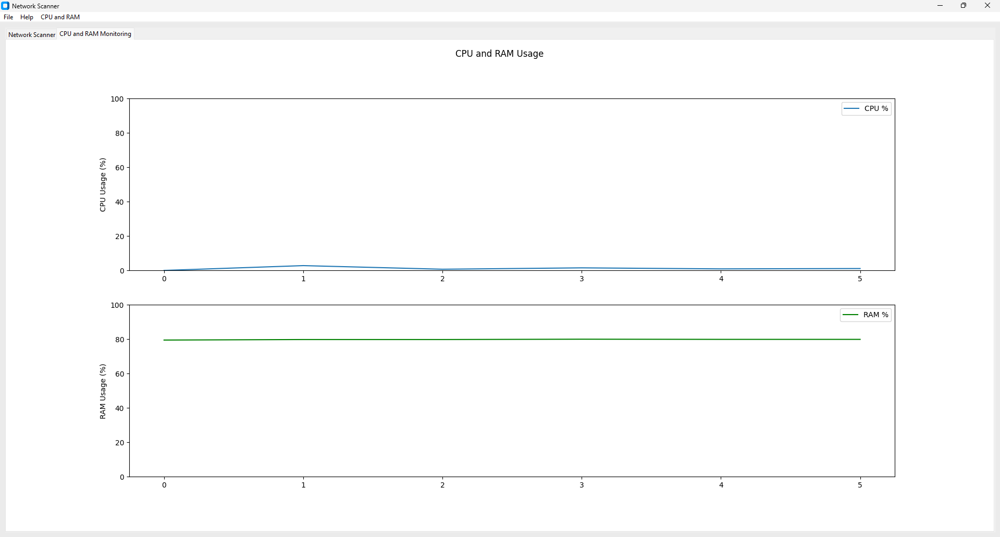 Network Scanner
File Help CPU and RAM
Network Scanner CPU and RAM Monitoring
CPU and RAM Usage
100
80
60
40
20
0
CPU Usage (%)
CPU %
0 1 2 3 4 5
100
80
60
40
20
0
RAM Usage (%)
RAM %
0 1 2 3 4 5